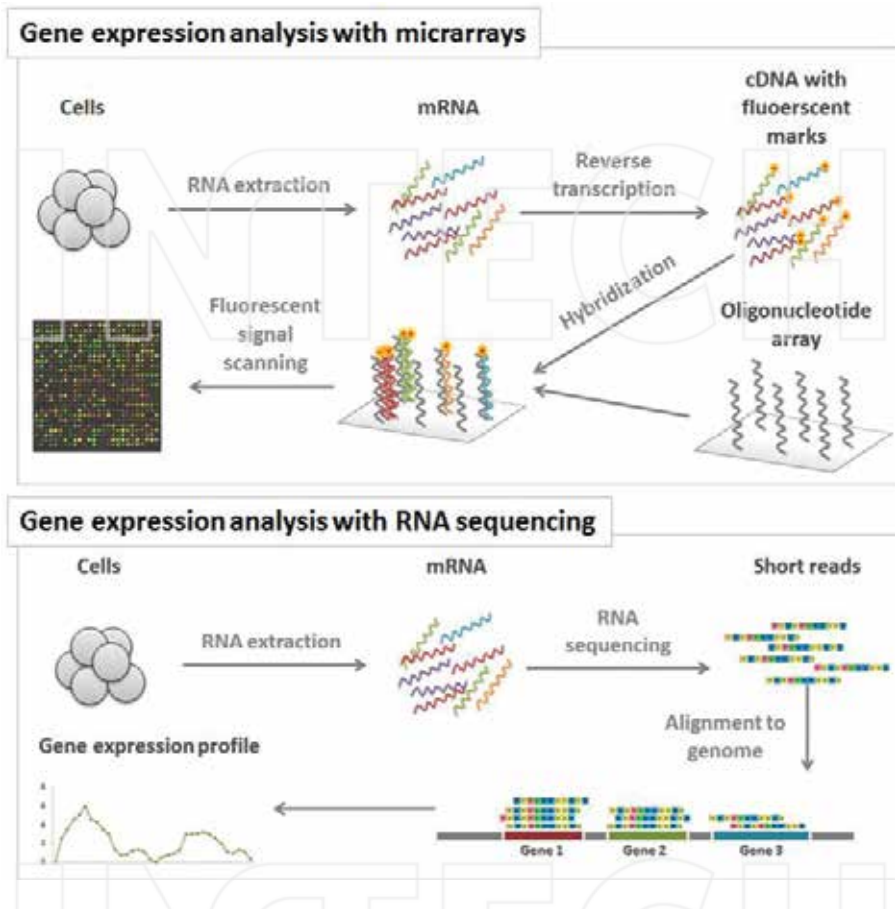 Gene expression analysis with micrarrays
Cells
mRNA
cDNA with
fluoerscent
marks
RNA extraction
Reverse
transcription
Hybridization
Fluorescent
signal
scanning
Oligonucleotide
array
Gene expression analysis with RNA sequencing
Cells
mRNA
Short reads
RNA extraction
RNA
sequencing
Alignment to
genome
Gene expression profile
Gene 1
Gene 2
Gene 3
INTECH
INTECH